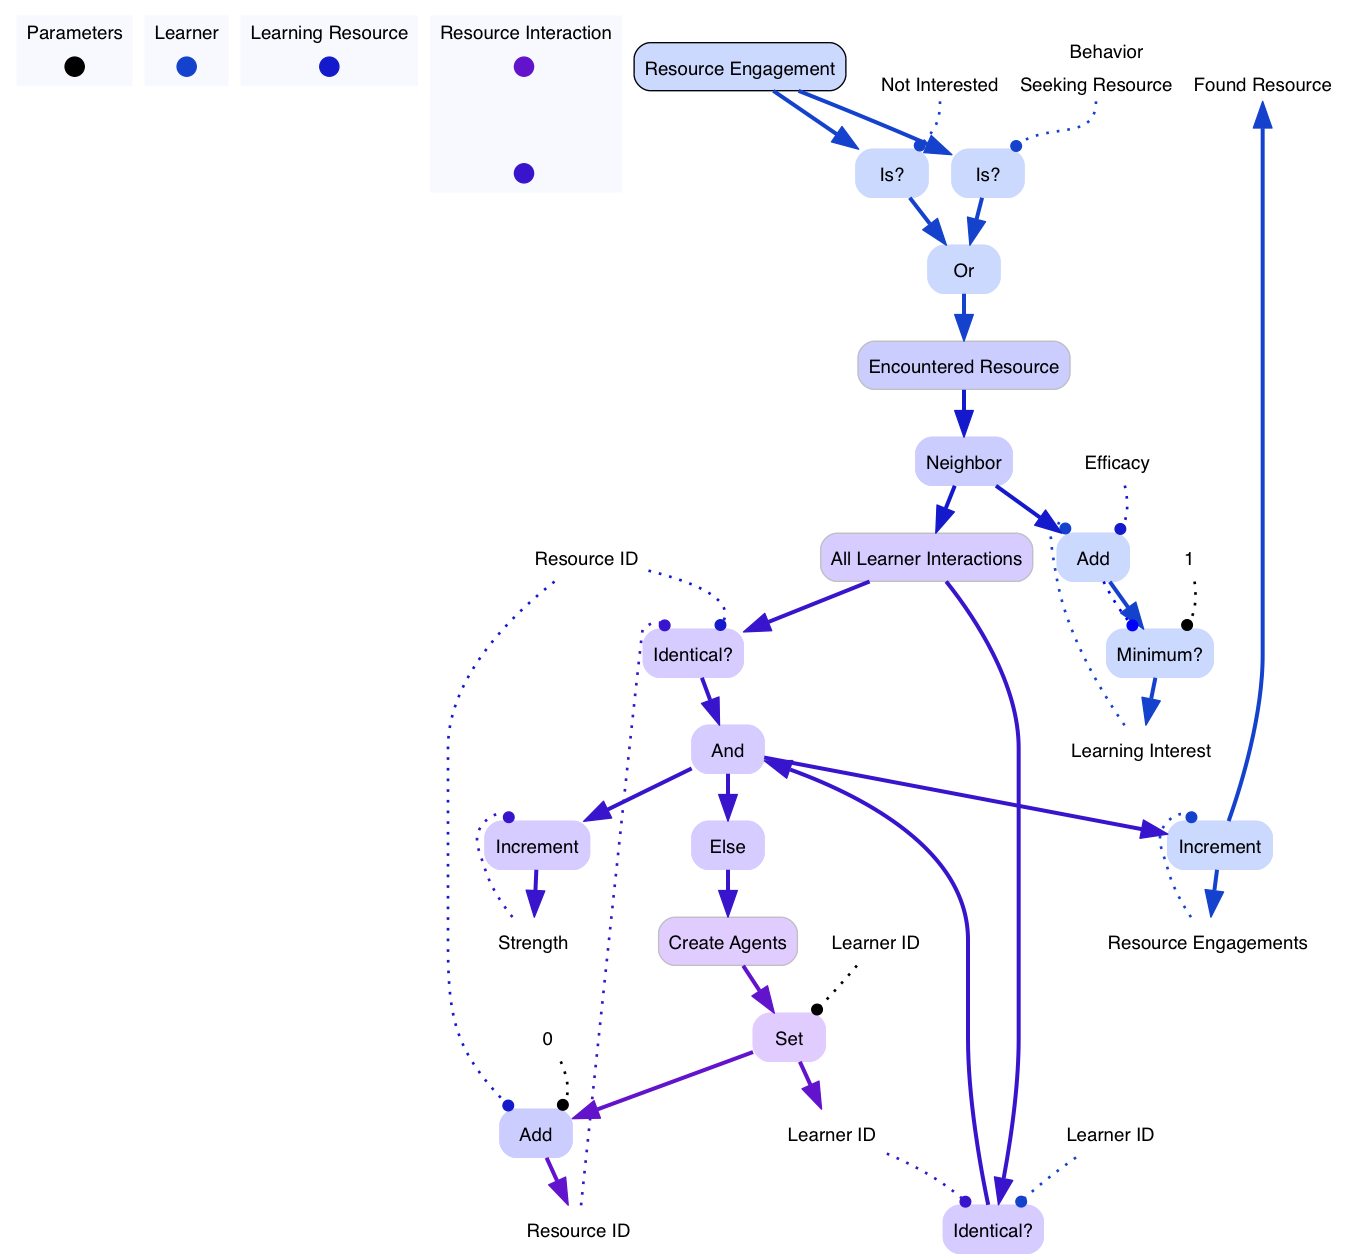 Parameters
Learner
Learning Resource
Resource Interaction
Behavior
Resource Engagement
Not Interested
Seeking Resource
Found Resource
Is?
Is?
Or
Encountered Resource
Neighbor
Efficacy
Resource ID
All Learner Interactions
Add
1
Identical?
Minimum?
And
Learning Interest
Increment
Else
Increment
Strength
Create Agents
Learner ID
Resource Engagements
0
Set
Add
Learner ID
Learner ID
Resource ID
Identical?